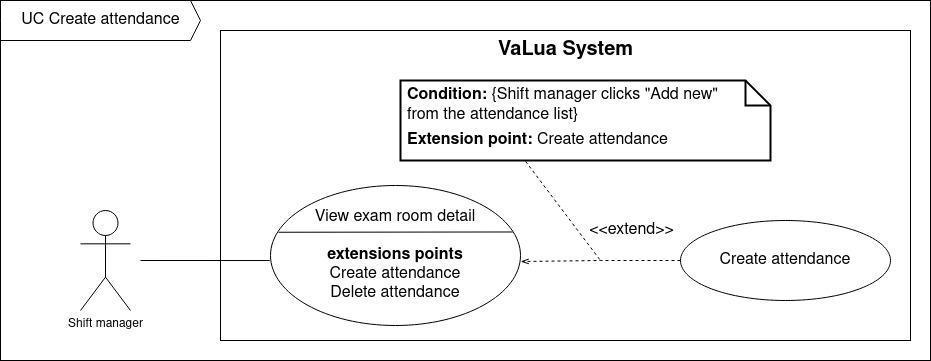 UC Create attendance
VaLua System
Condition: {Shift manager clicks "Add new"
from the attendance list}
Extension point: Create attendance
View exam room detail
extensions points
Create attendance
Delete attendance
<<extend>>
Create attendance
Shift manager